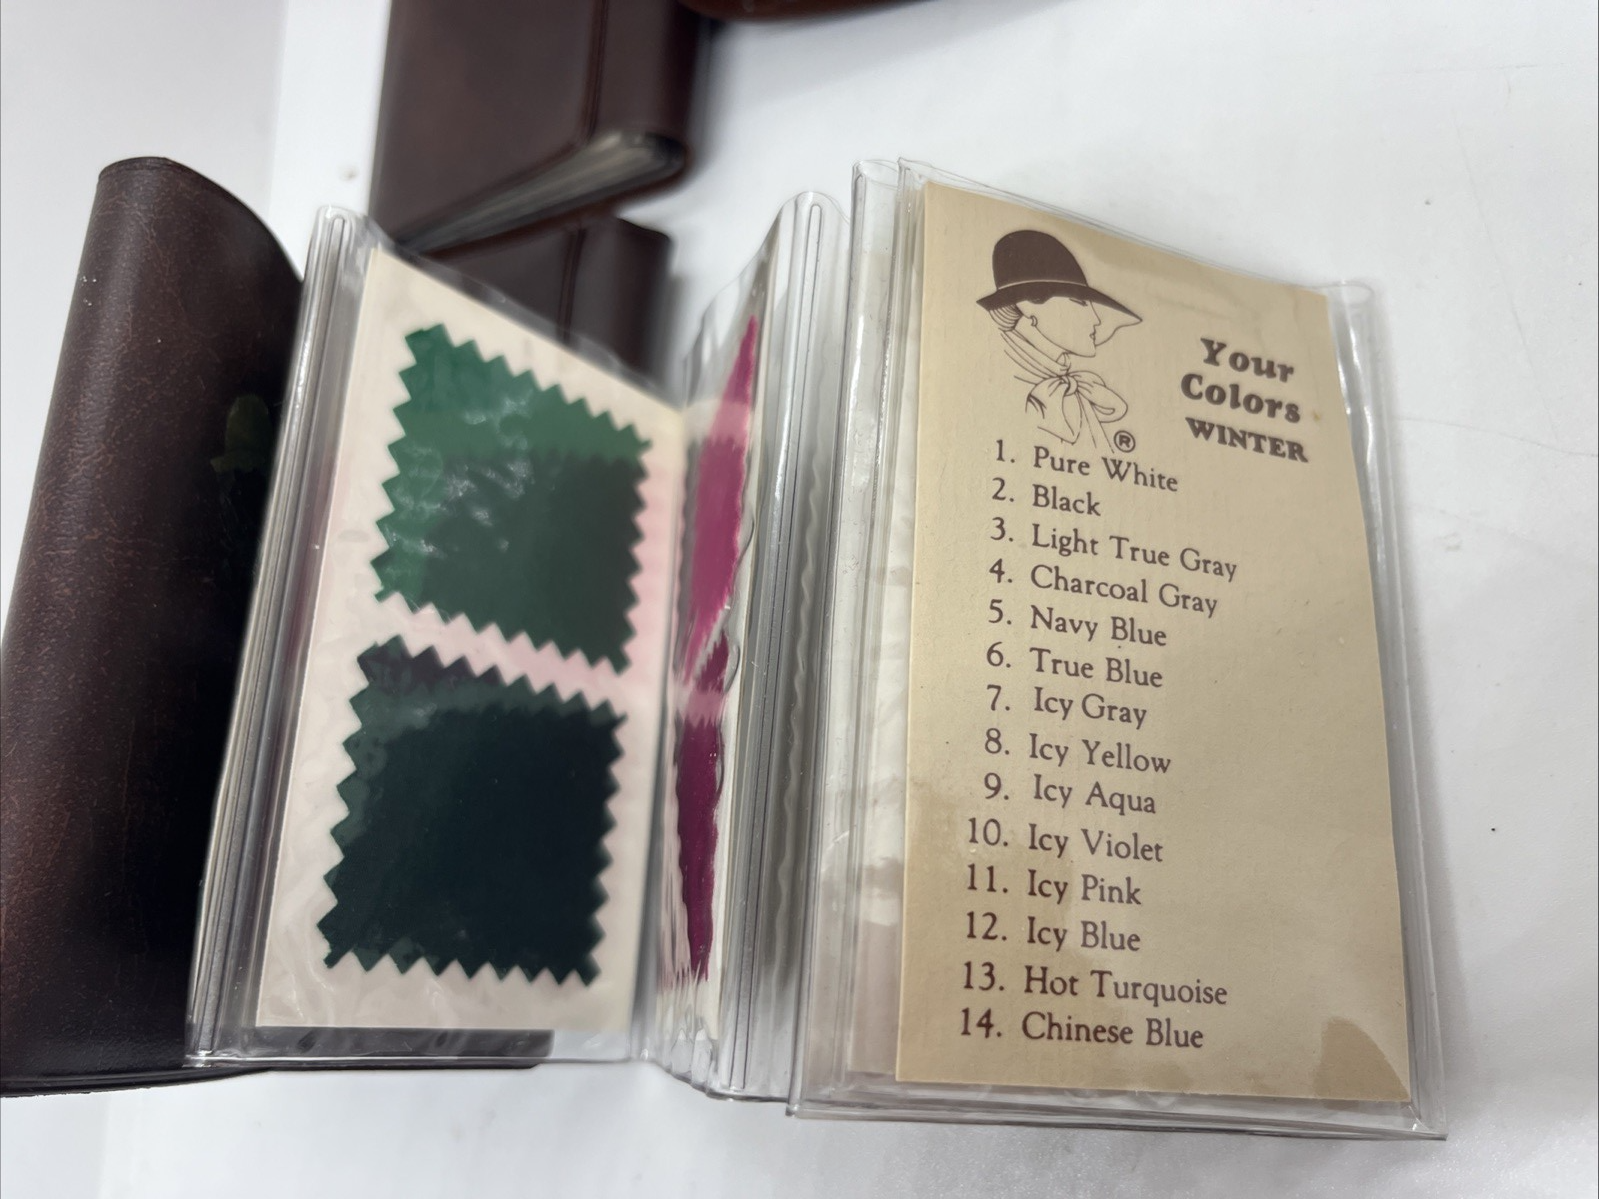 ®
Your
Colors
WINTER
1. Pure White
2. Black
3. Light True Gray
4. Charcoal Gray
5. Navy Blue
6. True Blue
7. Icy Gray
8. Icy Yellow
9. Icy Aqua
10. Icy Violet
11. Icy Pink
12. Icy Blue
13. Hot Turquoise
14. Chinese Blue